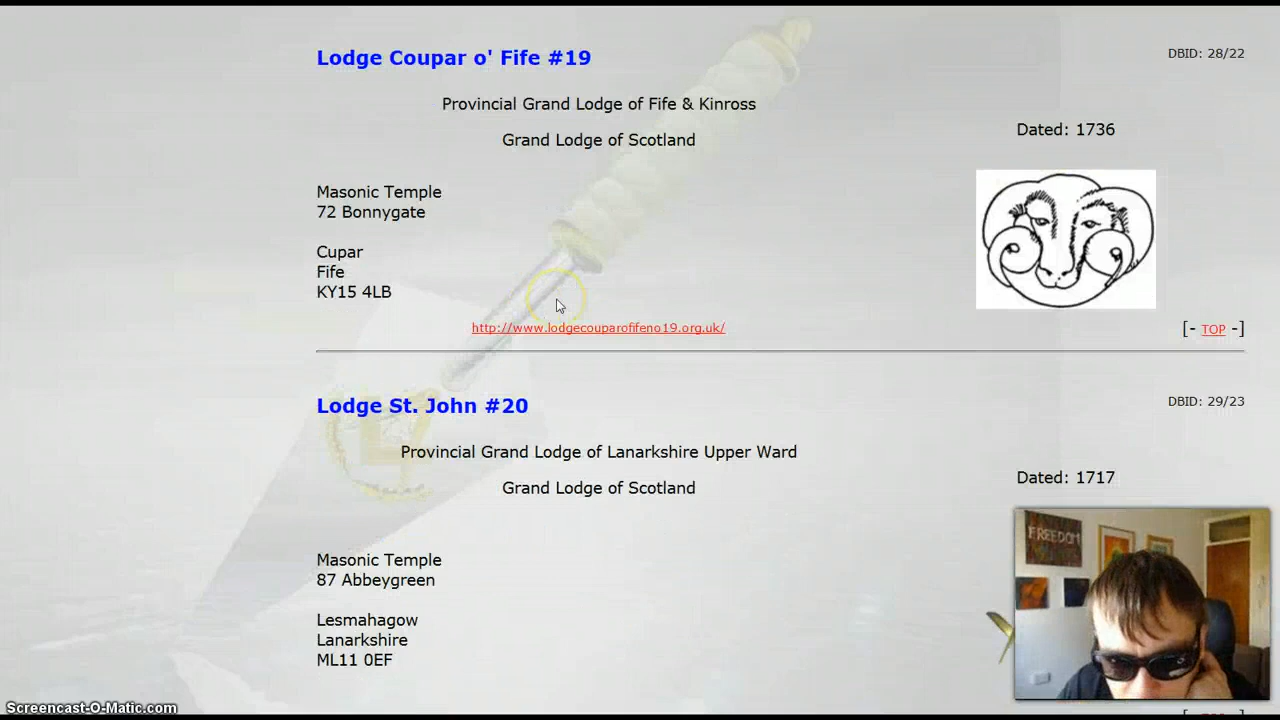 Lodge Coupar o' Fife #19
DBID: 28/22
Provincial Grand Lodge of Fife & Kinross
Dated: 1736
Grand Lodge of Scotland
Masonic Temple
72 Bonnygate
Cupar
Fife
KY15 4LB
http://www.lodgecouparofifeno19.org.uk/
[- TOP -]
Lodge St. John #20
DBID: 29/23
Provincial Grand Lodge of Lanarkshire Upper Ward
Dated: 1717
Grand Lodge of Scotland
Masonic Temple
87 Abbeygreen
Lesmahagow
Lanarkshire
ML11 0EF
FREEDOM
Screencast-O-Matic.com